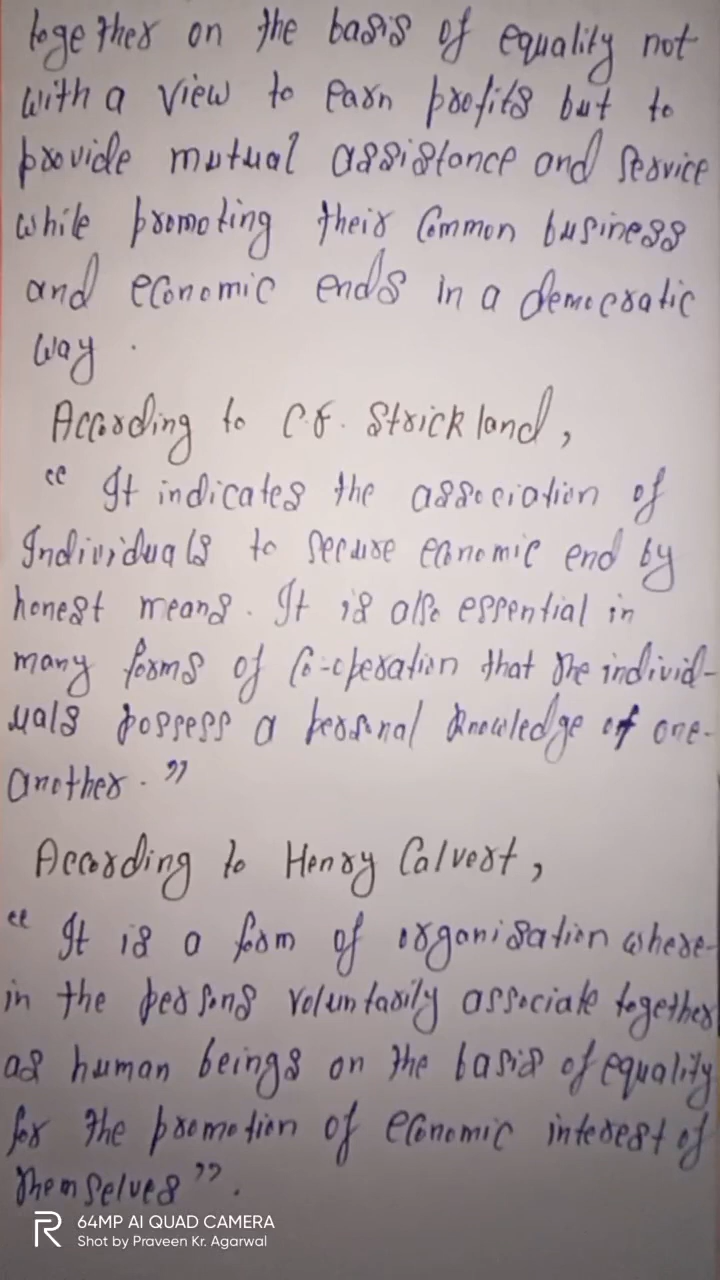 together on the basis of equality not
with a view to earn profits but to
provide mutual assistance and service
while promoting their Common business
and economic ends in a democratic
way.
According to C.F. Strickland,
"It indicates the association of
Individuals to secure economic end by
honest means. It is also essential in
many forms of Co-operation that the individ-
uals possess a personal knowledge of one-
another."
According to Henry Calvert,
"It is a form of organisation where-
in the persons voluntarily associate together
as human beings on the basis of equality
for the promotion of economic interest of
themselves".
64MP AI QUAD CAMERA
Shot by Praveen Kr. Agarwal